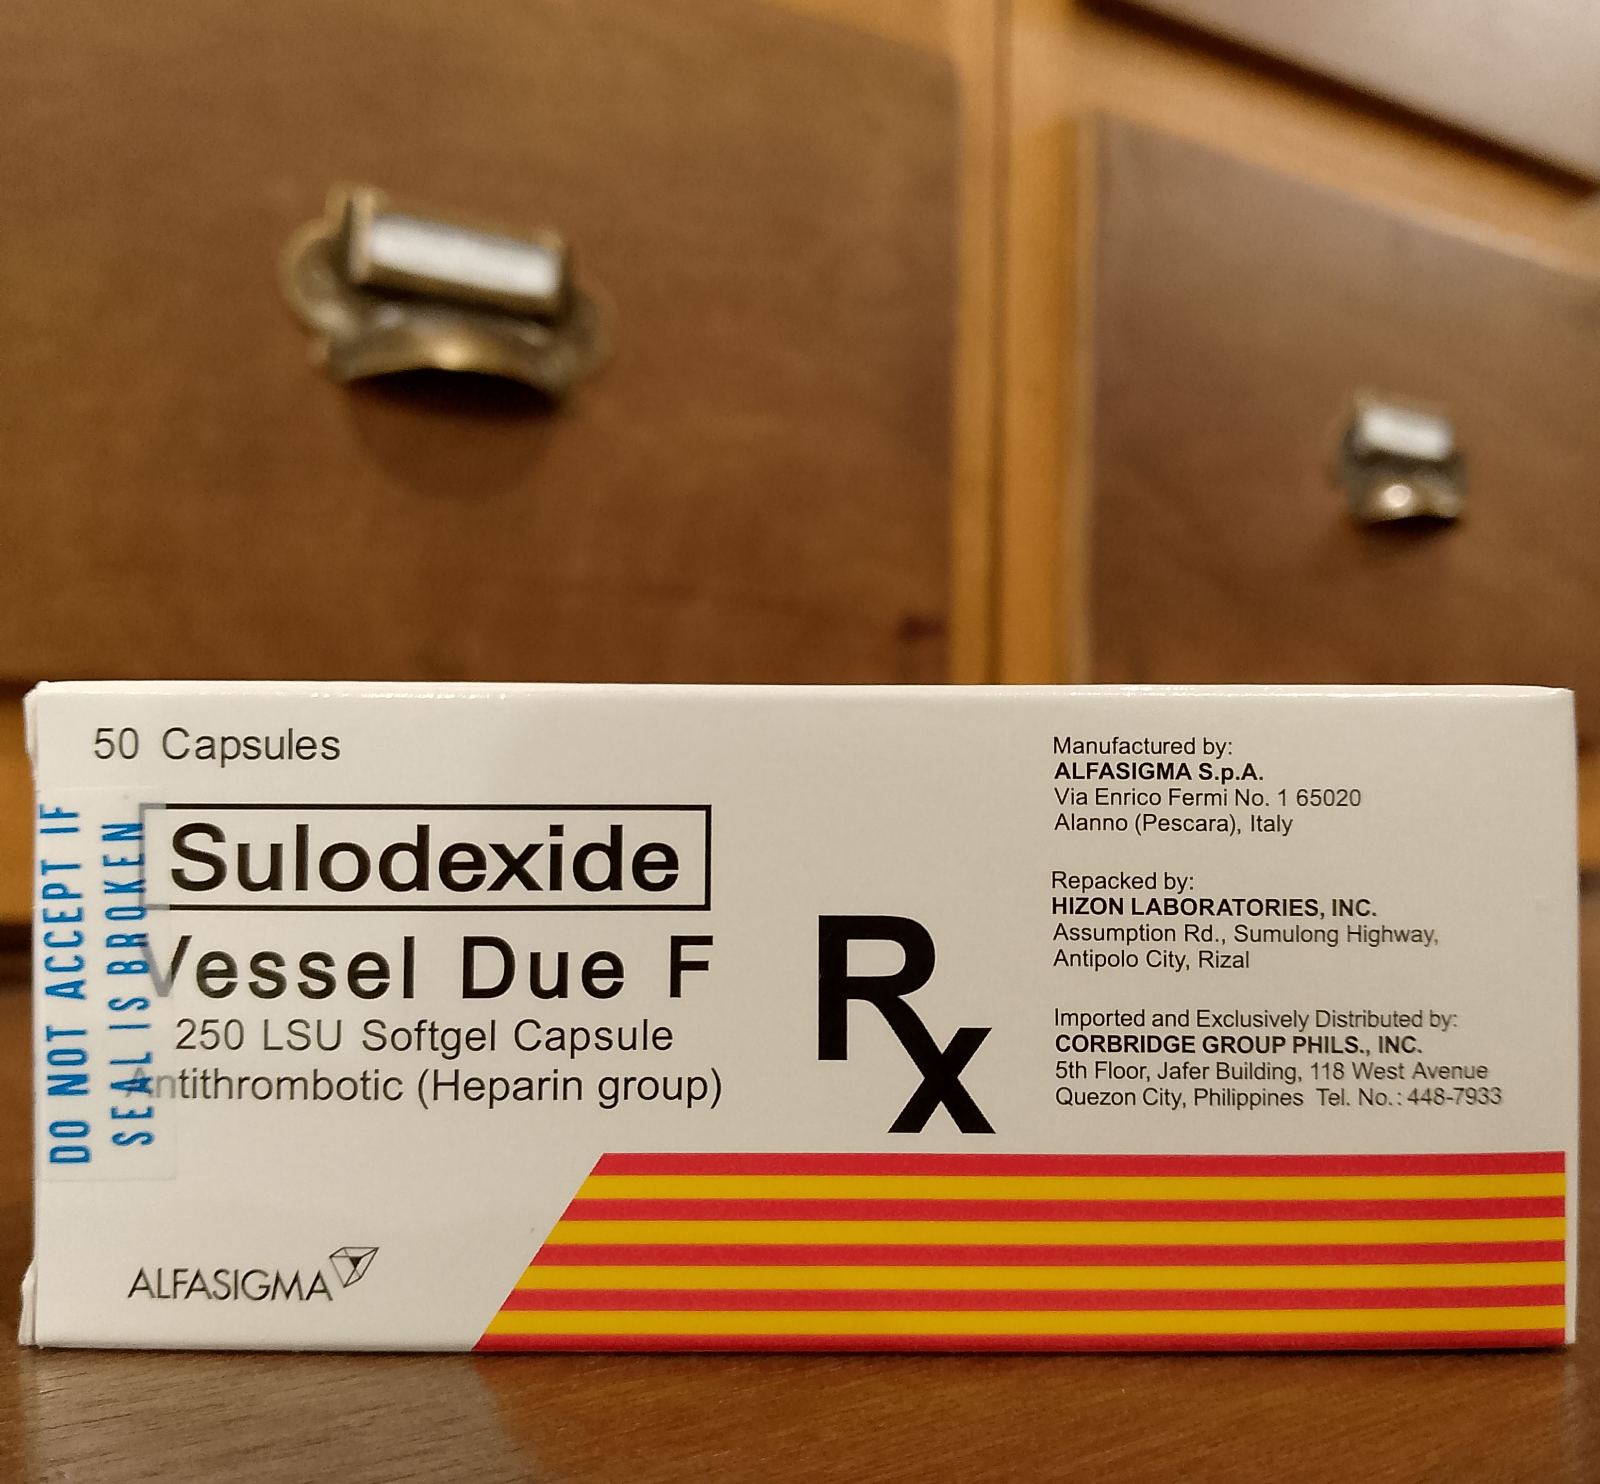 50 Capsules
Sulodexide
Vessel Due F
250 LSU Softgel Capsule
Antithrombotic (Heparin group)
DO NOT ACCEPT IF
SEAL IS BROKEN
ALFASIGMA
Rx
Manufactured by:
ALFASIGMA S.p.A.
Via Enrico Fermi No. 1 65020
Alanno (Pescara), Italy
Repacked by:
HIZON LABORATORIES, INC.
Assumption Rd., Sumulong Highway,
Antipolo City, Rizal
Imported and Exclusively Distributed by:
CORBRIDGE GROUP PHILS., INC.
5th Floor, Jafer Building, 118 West Avenue
Quezon City, Philippines Tel. No.: 448-7933